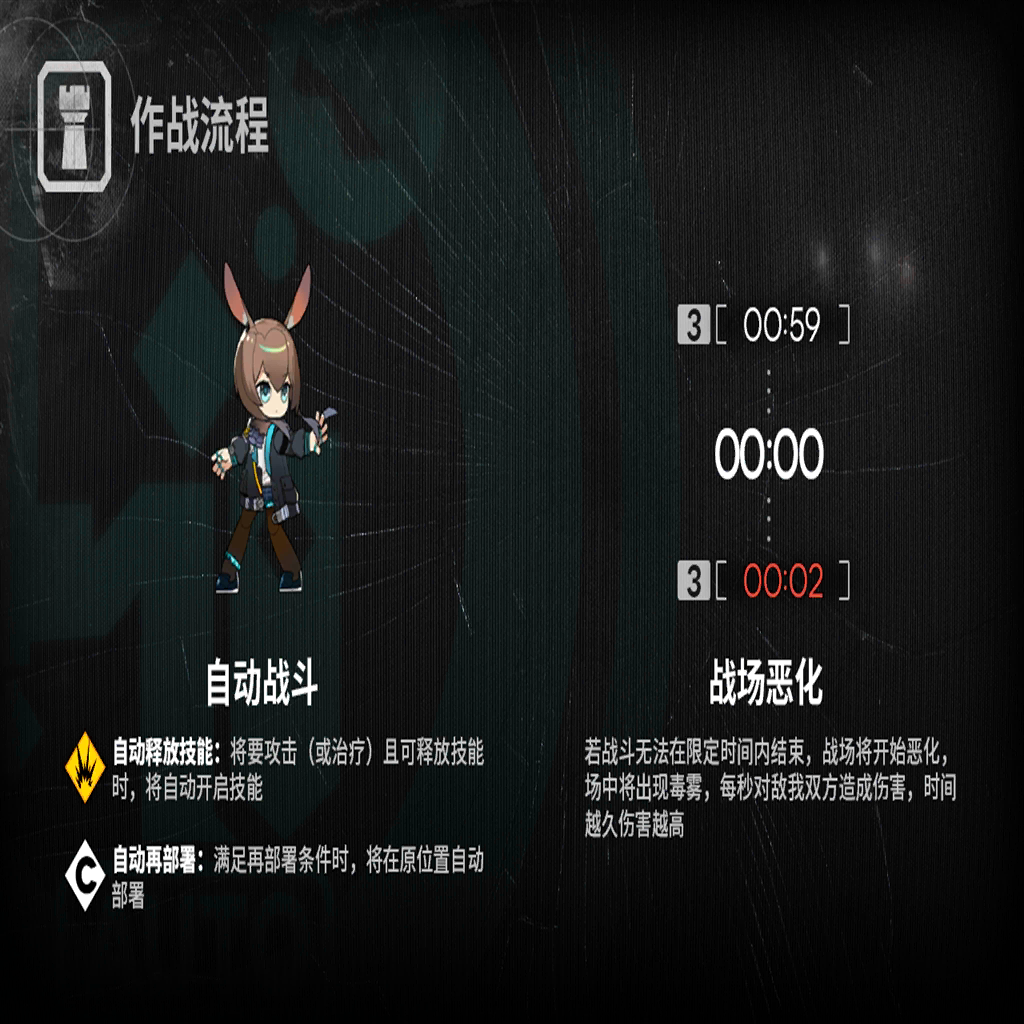 作战流程
3 [ 00:59 ]
00:00
3 [ 00:02 ]
自动战斗
自动释放技能：将要攻击（或治疗）且可释放技能
时，将自动开启技能
C 自动再部署：满足再部署条件时，将在原位置自动
部署
战场恶化
若战斗无法在限定时间内结束，战场将开始恶化，
场中将出现毒雾，每秒对敌我双方造成伤害，时间
越久伤害越高